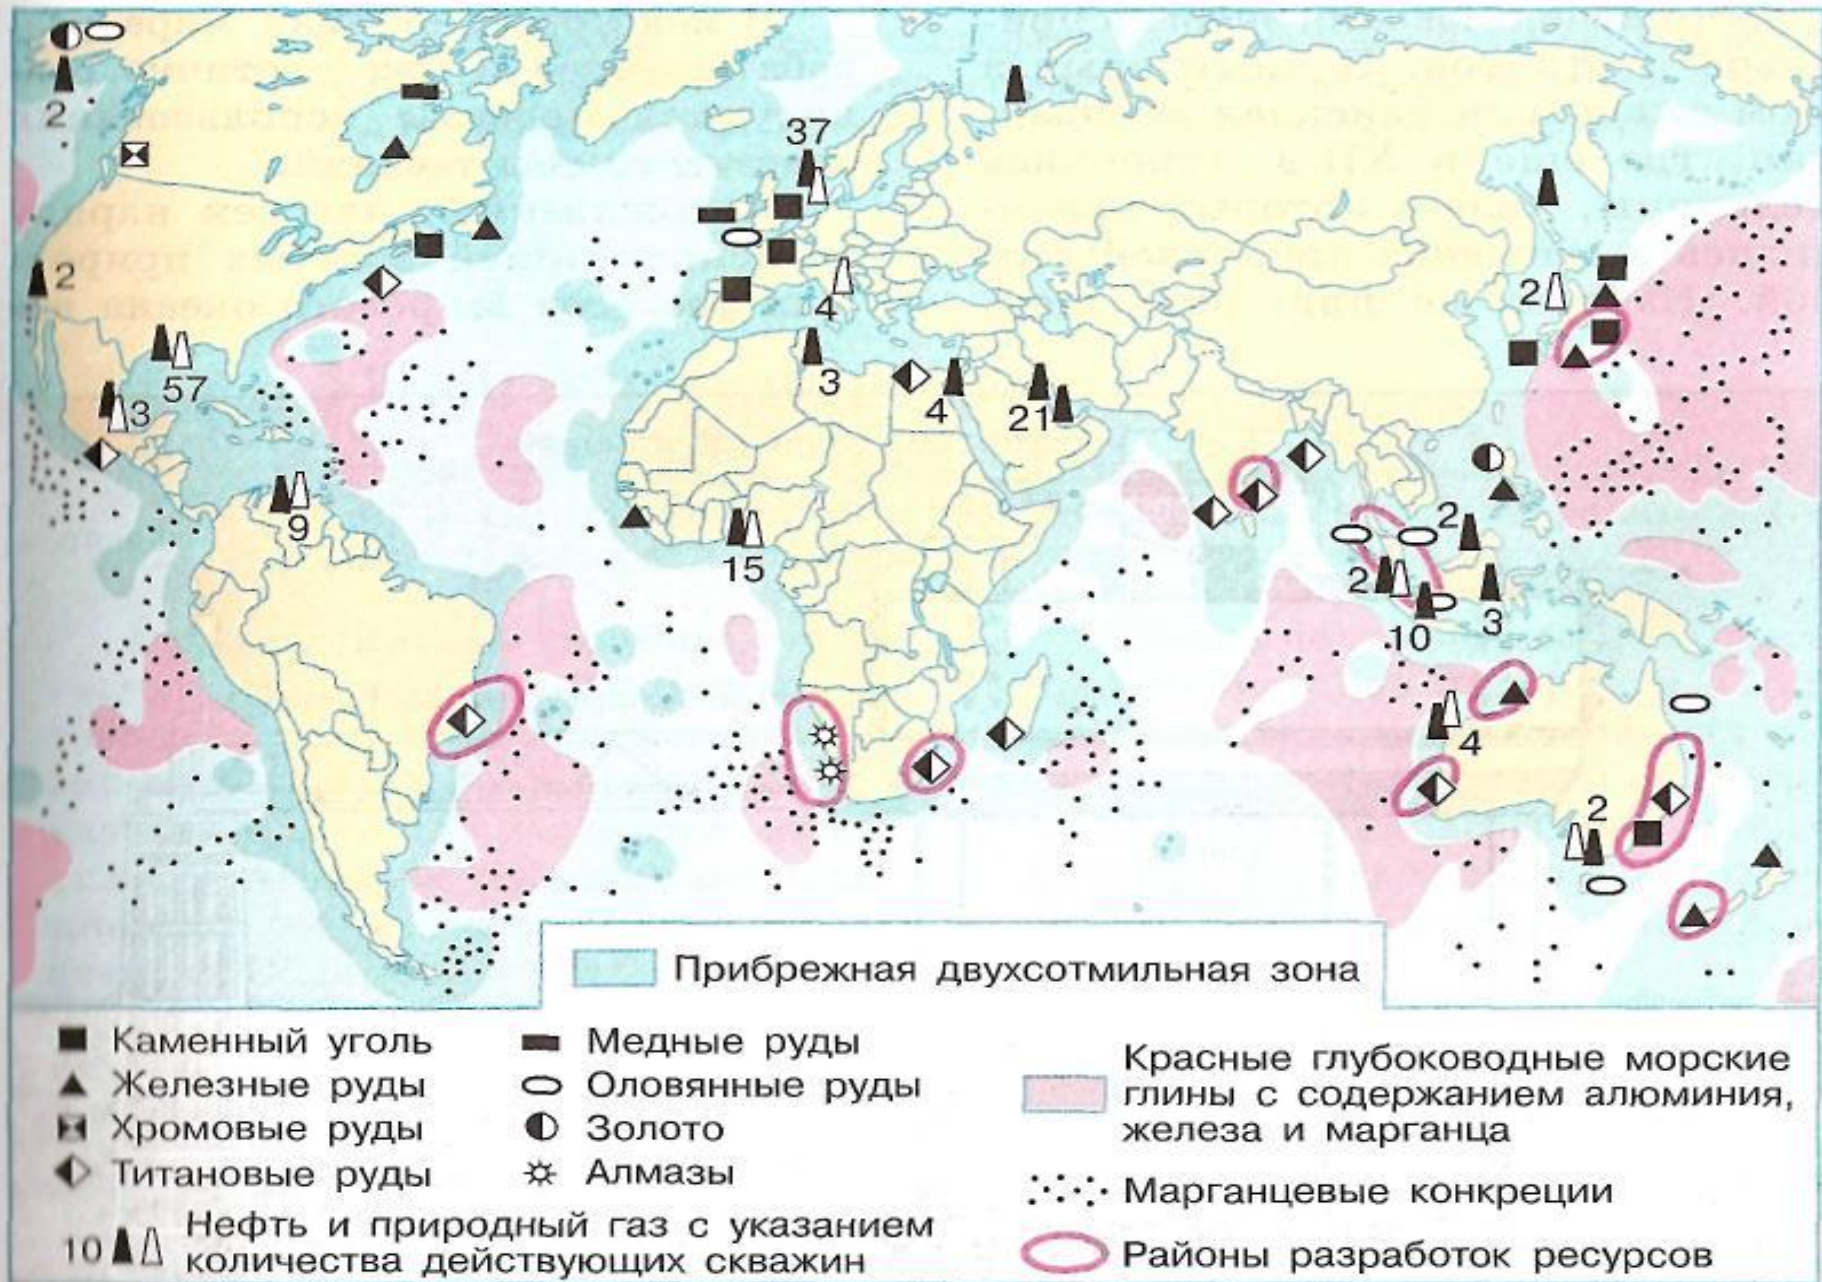 2
37
2
4
2
57
3
3
4
21
9
15
2
2
10
3
4
2
Прибрежная двухсотмильная зона
Каменный уголь
Железные руды
Хромовые руды
Титановые руды
Медные руды
Оловянные руды
Золото
Алмазы
10 Нефть и природный газ с указанием
количества действующих скважин
Красные глубоководные морские
глины с содержанием алюминия,
железа и марганца
Марганцевые конкреции
Районы разработок ресурсов